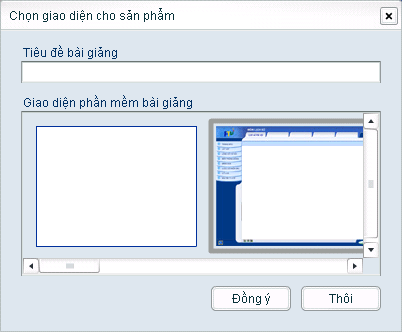 Chọn giao diện cho sản phẩm
Tiêu đề bài giảng
Giao diện phần mềm bài giảng
Đồng ý
Thôi